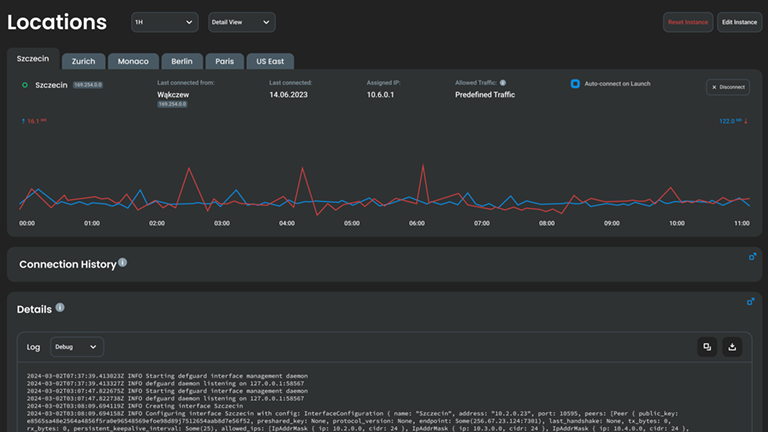 Locations
1H
Detail View
Reset Instance
Edit Instance
Szczecin
Zurich
Monaco
Berlin
Paris
US East
Szczecin 169.254.0.0
Last connected from:
Wąkczew
169.254.0.0
Last connected:
14.06.2023
Assigned IP:
10.6.0.1
Allowed Traffic:
Predefined Traffic
Auto-connect on Launch
Disconnect
16.1
122.0
00:00 01:00 02:00 03:00 04:00 05:00 06:00 07:00 08:00 09:00 10:00 11:00
Connection History
Details
Log
Debug
2024-03-02T07:37:39.413023Z INFO Starting defguard interface management daemon
2024-03-02T07:37:39.413327Z INFO defguard daemon listening on 127.0.0.1:58567
2024-03-02T03:07:47.822675Z INFO Starting defguard interface management daemon
2024-03-02T03:07:47.822738Z INFO defguard daemon listening on 127.0.0.1:58567
2024-03-02T03:08:09.694119Z INFO Creating interface Szczecin
2024-03-02T03:08:09.694158Z INFO Configuring interface Szczecin with config: InterfaceConfiguration { name: "Szczecin", address: "10.2.0.23", port: 10595, peers: [Peer { public_key:
e8565sa48e2564a4856f5ra0e96548569efoe98d89j7512654aab8d7e56f52, preshared_key: None, protocol_version: None, endpoint: Some(256.67.23.124:7301), last_handshake: None, tx_bytes: 0,
rx_bytes: 0, persistent_keepalive_interval: Some(25), allowed_ips: [IpAddrMask { ip: 10.2.0.0, cidr: 24 }, IpAddrMask { ip: 10.3.0.0, cidr: 24 }, IpAddrMask { ip: 10.4.0.0, cidr: 24 },